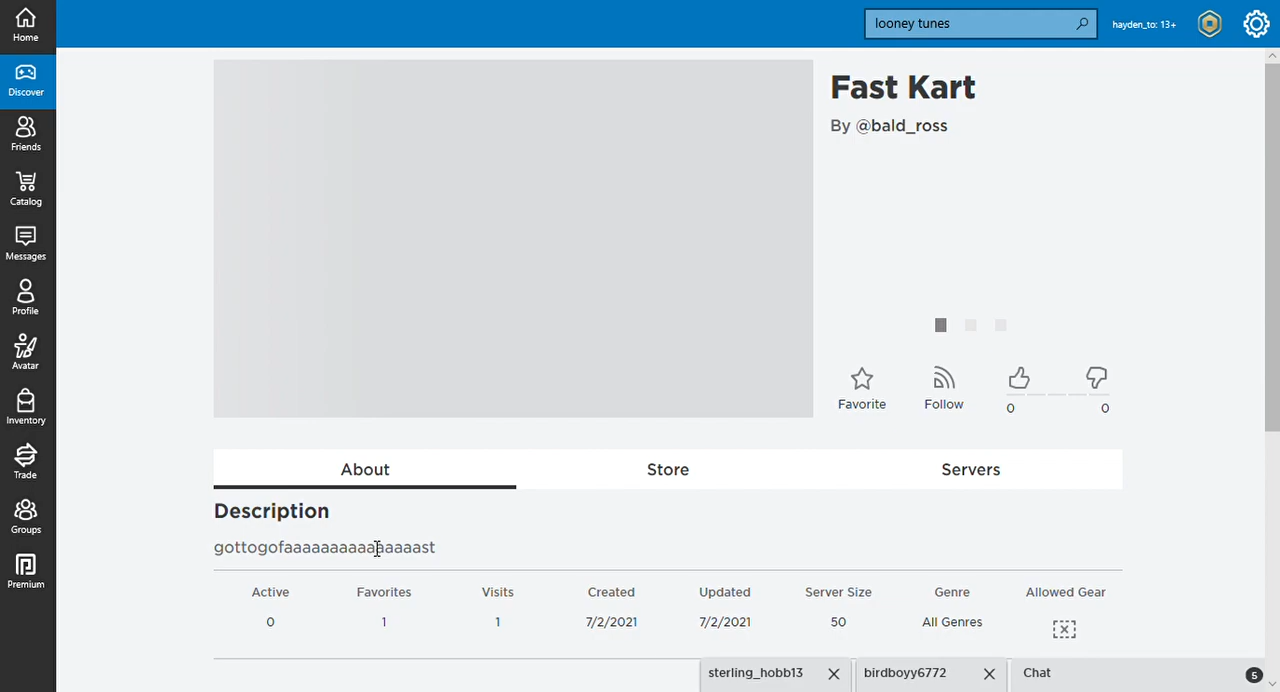 looney tunes
hayden_to: 13+
Home
Discover
Friends
Catalog
Messages
Profile
Avatar
Inventory
Trade
Groups
Premium
Fast Kart
By @bald_ross
Favorite
Follow
0
0
About
Store
Servers
Description
gottogofaaaaaaaaaaaaaaaast
Active
Favorites
Visits
Created
Updated
Server Size
Genre
Allowed Gear
0
1
1
7/2/2021
7/2/2021
50
All Genres
sterling_hobb13
birdboyy6772
Chat
5